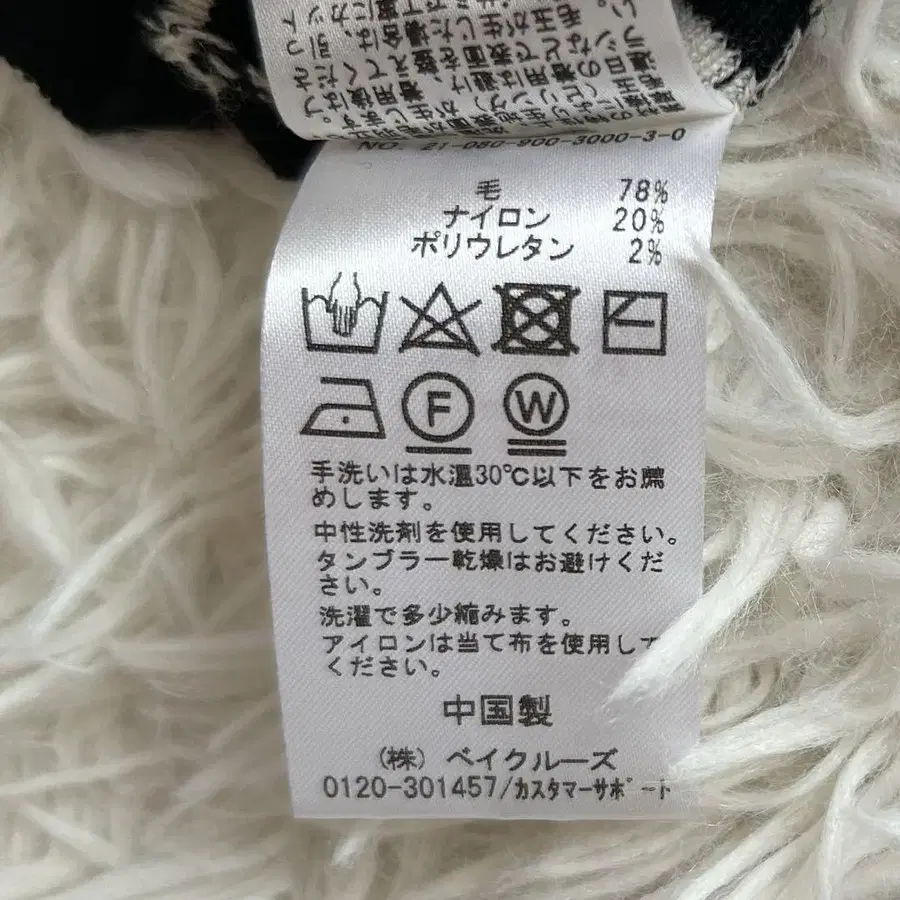 NO. 21-080-900-3000-3-0
毛 78%
ナイロン 20%
ポリウレタン 2%
F W
手洗いは水温30℃以下をお薦
めします。
中性洗剤を使用してください。
タンブラー乾燥はお避けくだ
さい。
洗濯で多少縮みます。
アイロンは当て布を使用して
ください。
中国製
(株) ベイクルーズ
0120-301457/カスタマーサポート